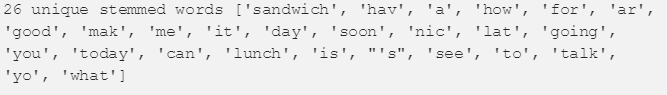 26 unique stemmed words ['sandwich', 'hav', 'a', 'how', 'for', 'ar',
'good', 'mak', 'me', 'it', 'day', 'soon', 'nic', 'lat', 'going',
'you', 'today', 'can', 'lunch', 'is', "'s", 'see', 'to', 'talk',
'yo', 'what']